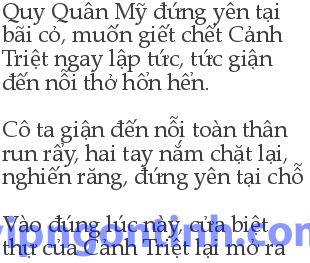 Quy Quân Mỹ đứng yên tại
bãi cỏ, muốn giết chết Cảnh
Triệt ngay lập tức, tức giận
đến nỗi thở hổn hển.
Cô ta giận đến nỗi toàn thân
run rẩy, hai tay nắm chặt lại,
nghiến răng, đứng yên tại chỗ
Vào đúng lúc này, cửa biệt
thự của Cảnh Triệt lại mở ra
vipngontinh.com